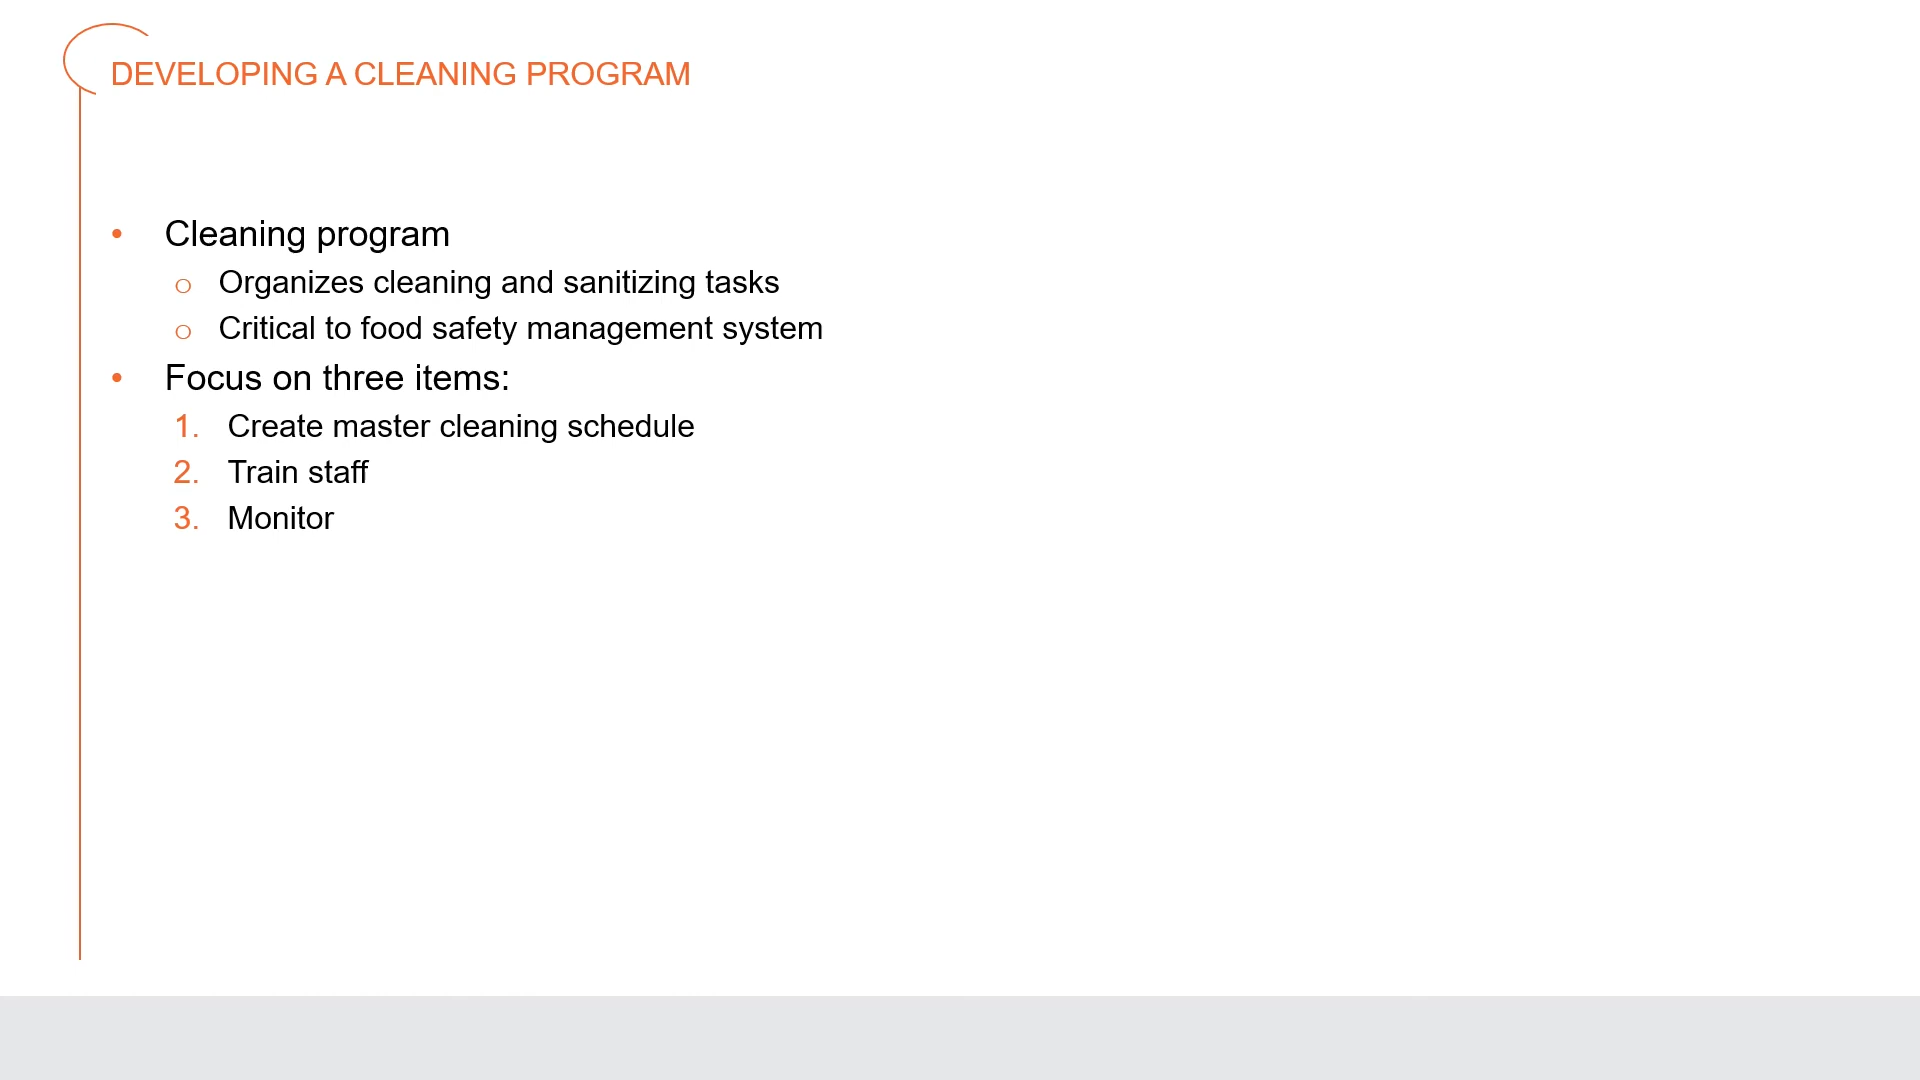 DEVELOPING A CLEANING PROGRAM
• Cleaning program
o Organizes cleaning and sanitizing tasks
o Critical to food safety management system
• Focus on three items:
1. Create master cleaning schedule
2. Train staff
3. Monitor